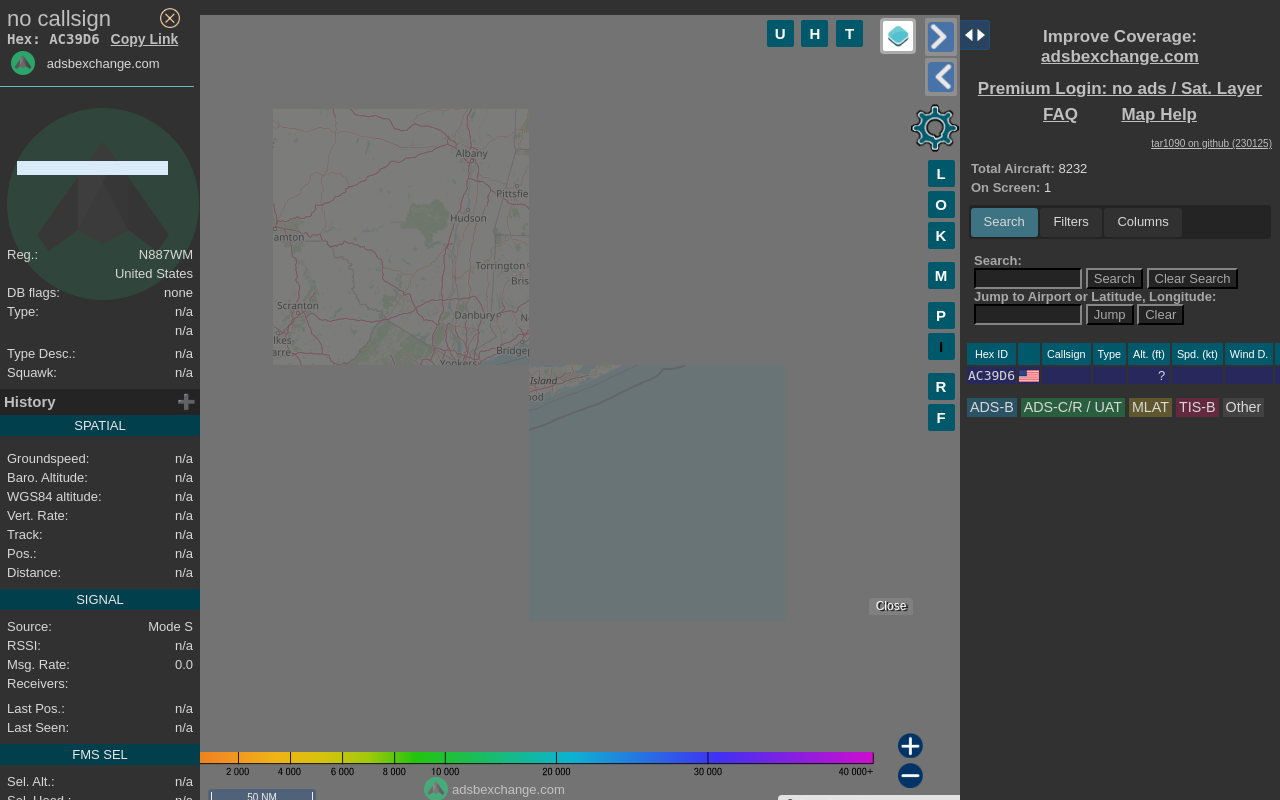 no callsign
Hex: AC39D6 Copy Link
adsbexchange.com
Reg.: N887WM
United States
DB flags: none
Type: n/a
n/a
Type Desc.: n/a
Squawk: n/a
History
SPATIAL
Groundspeed: n/a
Baro. Altitude: n/a
WGS84 altitude: n/a
Vert. Rate: n/a
Track: n/a
Pos.: n/a
Distance: n/a
SIGNAL
Source: Mode S
RSSI: n/a
Msg. Rate: 0.0
Receivers:
Last Pos.: n/a
Last Seen: n/a
FMS SEL
Sel. Alt.: n/a
Sel. Head.: n/a
U H T
Albany
Pittsfie
Hudson
amton
Torrington
Bris
Scranton
Danbury
N
lkes-
arre
Bridgep
Yonkers
Island
ood
L
O
K
M
P
I
R
F
Close
2 000 4 000 6 000 8 000 10 000 20 000 30 000 40 000+
adsbexchange.com
50 NM
Improve Coverage:
adsbexchange.com
Premium Login: no ads / Sat. Layer
FAQ Map Help
tar1090 on github (230125)
Total Aircraft: 8232
On Screen: 1
Search Filters Columns
Search:
Search Clear Search
Jump to Airport or Latitude, Longitude:
Jump Clear
Hex ID Callsign Type Alt. (ft) Spd. (kt) Wind D.
AC39D6 ?
ADS-B ADS-C/R / UAT MLAT TIS-B Other